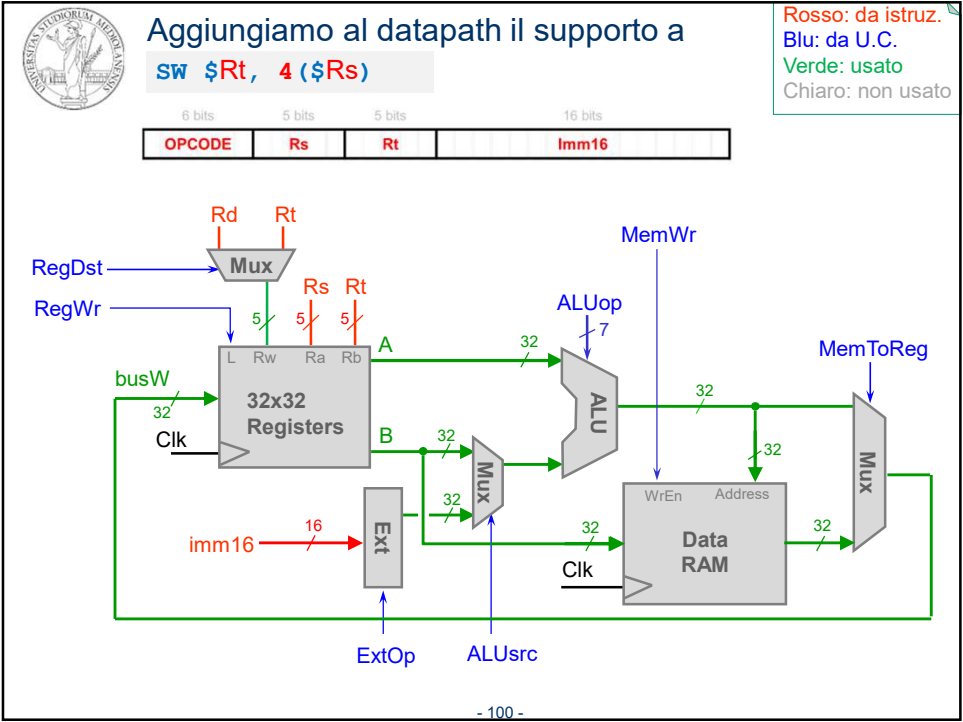 Aggiungiamo al datapath il supporto a
SW $Rt, 4($Rs)
Rosso: da istruz.
Blu: da U.C.
Verde: usato
Chiaro: non usato
UNIVERSITAS STUDIORUM MEDIOLANENSIS
6 bits 5 bits 5 bits 16 bits
OPCODE Rs Rt Imm16
Rd Rt
MemWr
RegDst
Mux
Rs Rt
RegWr
ALUop
5 5 5
7
L Rw Ra Rb
A
32
MemToReg
busW
32
32x32
Registers
ALU
32
Clk
B
32
Mux
32
Mux
WrEn Address
32
imm16
16
Ext
32
Data
RAM
32
Clk
ExtOp
ALUsrc
- 100 -